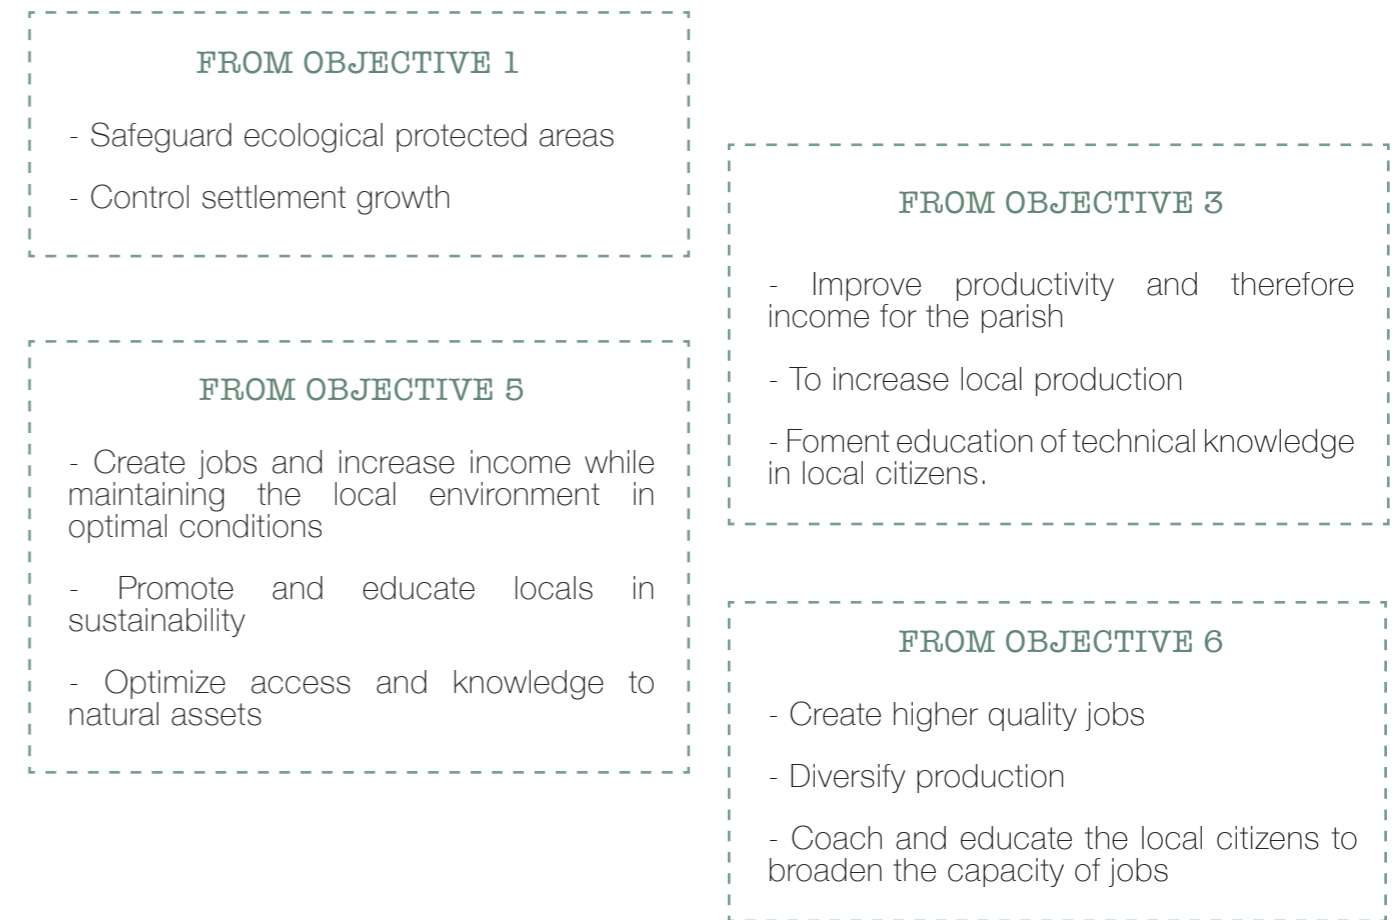 FROM OBJECTIVE 1
- Safeguard ecological protected areas
- Control settlement growth
FROM OBJECTIVE 5
- Create jobs and increase income while
maintaining the local environment in
optimal conditions
- Promote and educate locals in
sustainability
- Optimize access and knowledge to
natural assets
FROM OBJECTIVE 3
- Improve productivity and therefore
income for the parish
- To increase local production
- Foment education of technical knowledge
in local citizens.
FROM OBJECTIVE 6
- Create higher quality jobs
- Diversify production
- Coach and educate the local citizens to
broaden the capacity of jobs